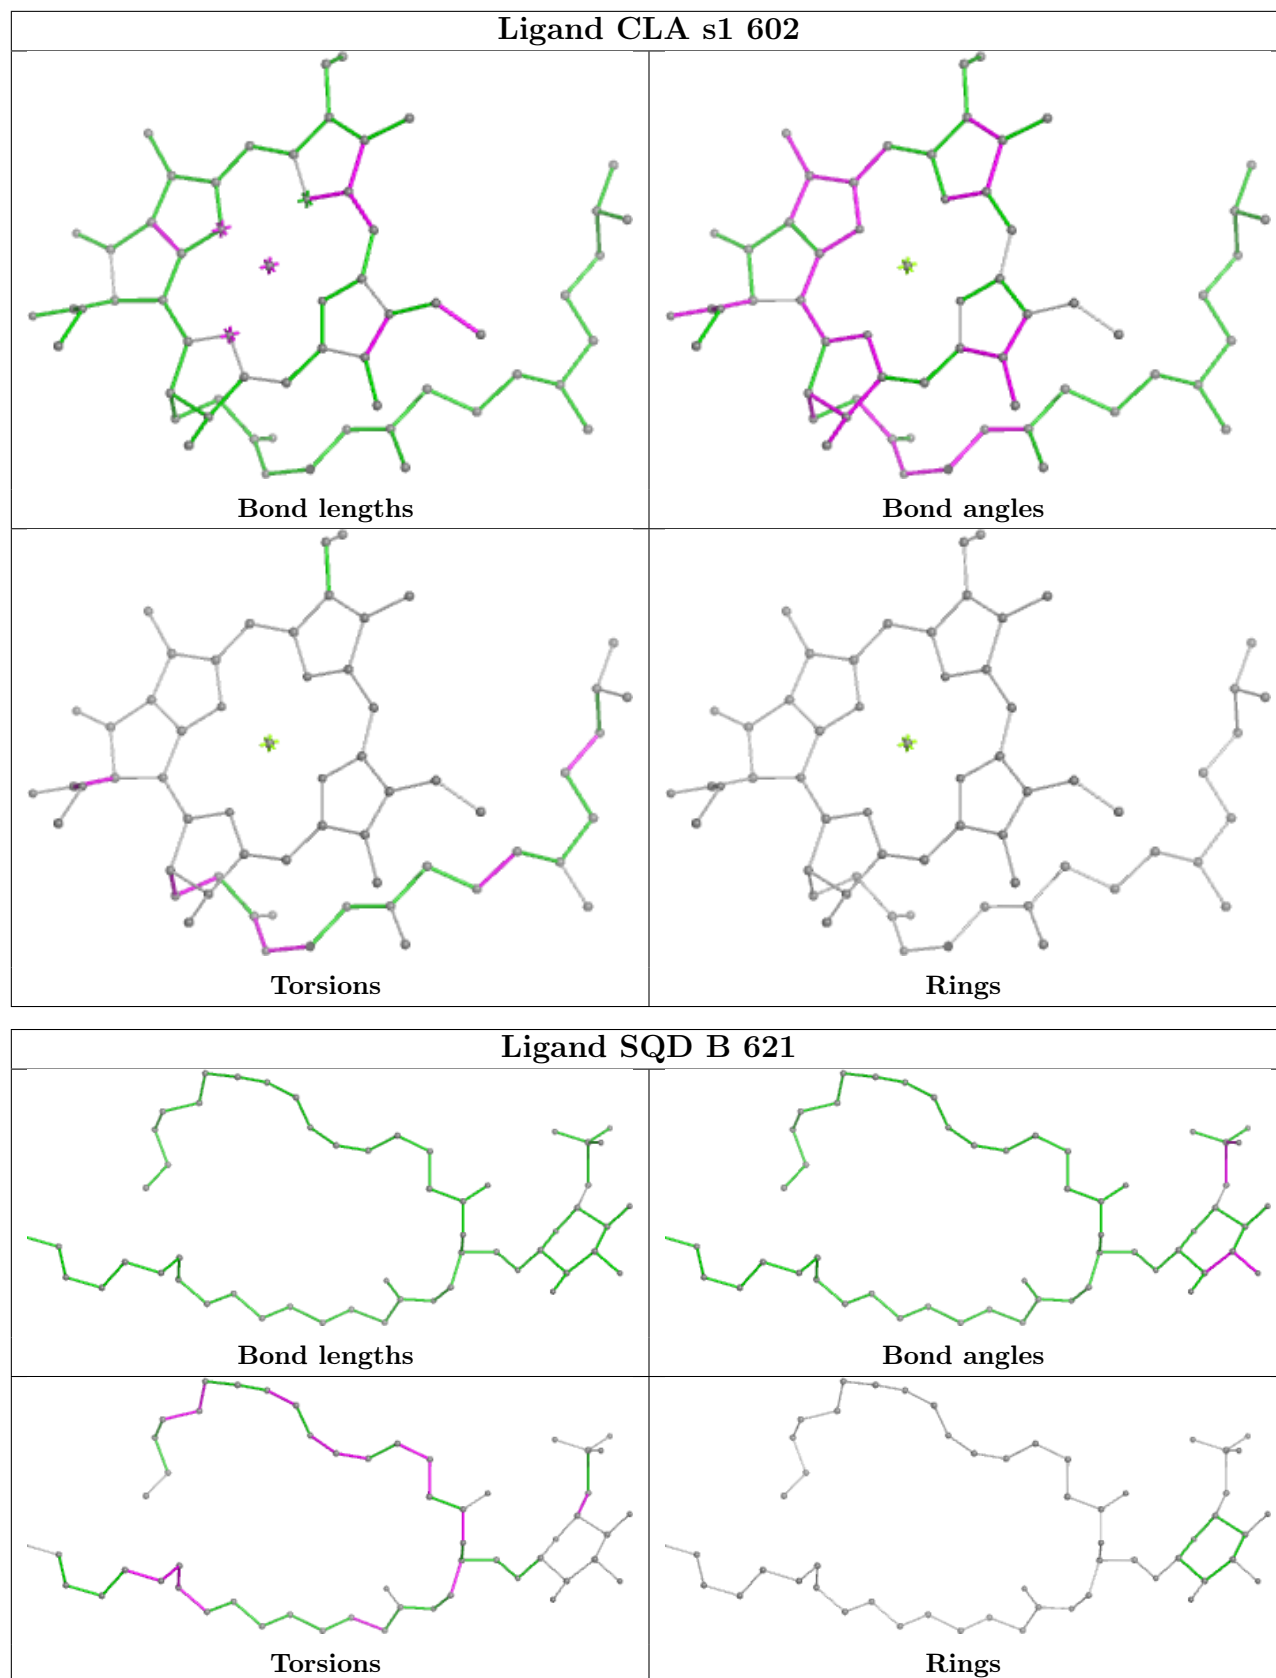 Ligand CLA s1 602
Bond lengths
Bond angles
Torsions
Rings
Ligand SQD B 621
Bond lengths
Bond angles
Torsions
Rings